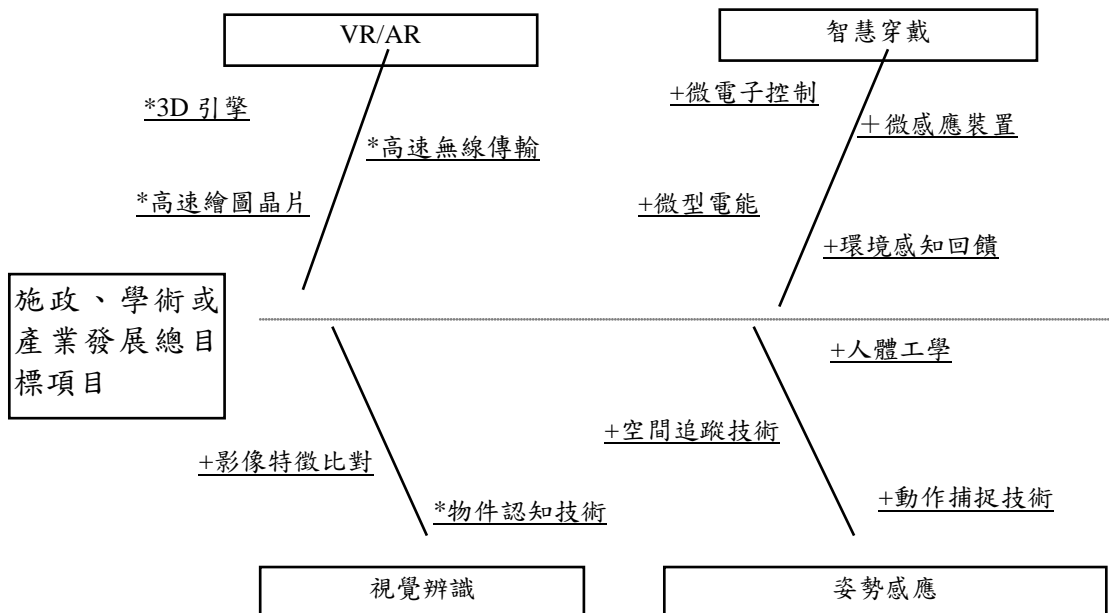 VR/AR
智慧穿戴
*3D 引擎
+微電子控制
＋微感應裝置
*高速無線傳輸
*高速繪圖晶片
+微型電能
+環境感知回饋
施政、學術或
產業發展總目
標項目
+人體工學
+空間追蹤技術
+影像特徵比對
*物件認知技術
+動作捕捉技術
視覺辨識
姿勢感應